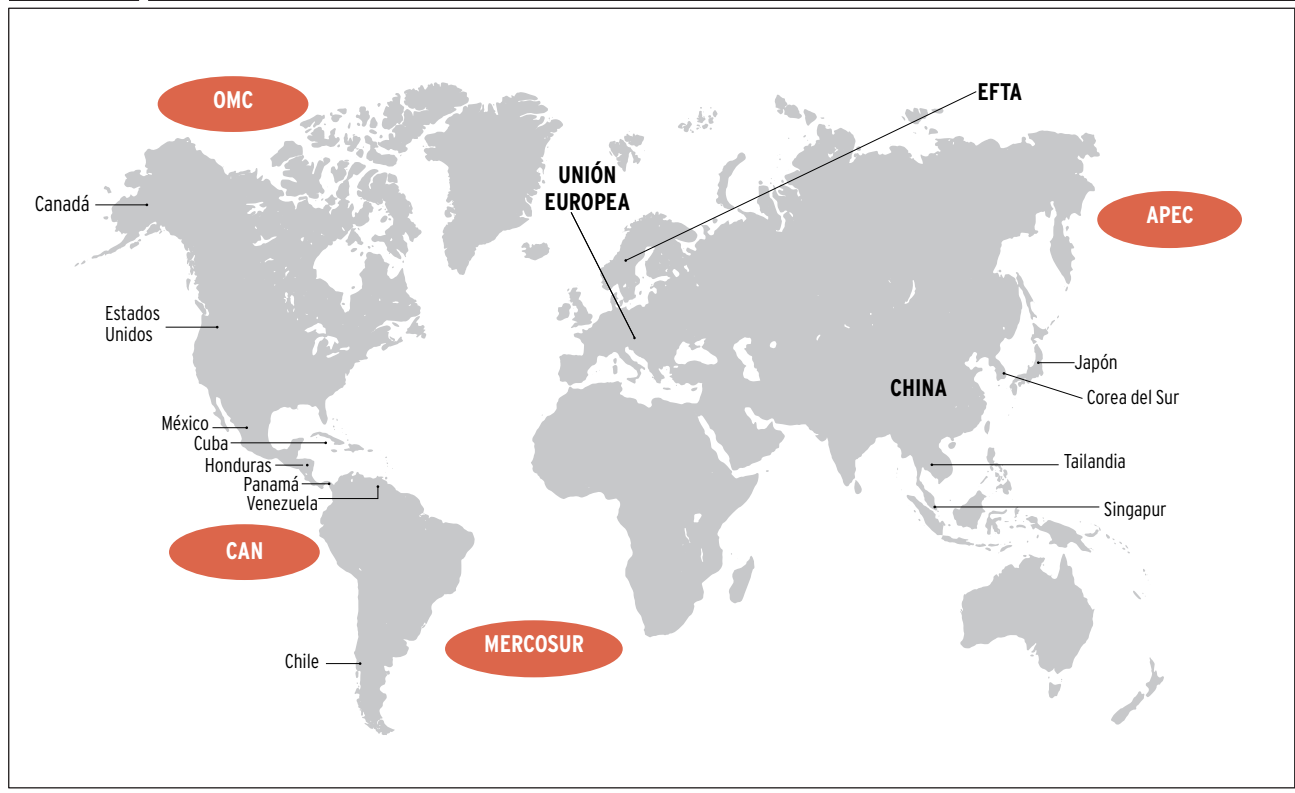 OMC
EFTA
UNIÓN
EUROPEA
Canadá
APEC
Estados
Unidos
Japón
CHINA
Corea del Sur
México
Cuba
Honduras
Tailandia
Panamá
Venezuela
Singapur
CAN
MERCOSUR
Chile